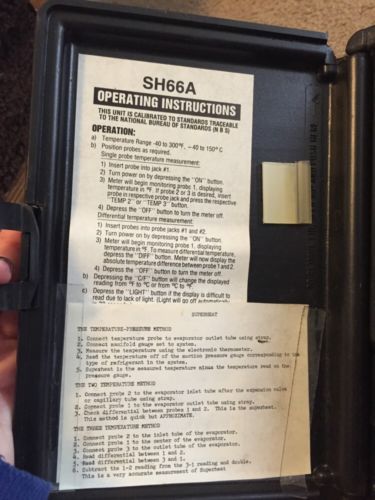 SH66A
OPERATING INSTRUCTIONS
THIS UNIT IS CALIBRATED TO STANDARDS TRACEABLE
TO THE NATIONAL BUREAU OF STANDARDS (N B S)
OPERATION:
a) Temperature Range -40 to 300°F. -40 to 150° C
b) Position probes as required.
Single probe temperature measurement:
1) Insert probe into jack #1.
2) Turn power on by depressing the "ON" button.
3) Meter will begin monitoring probe 1, displaying
temperature in °F. If probe 2 or 3 is desired, insert
probe in respective probe jack and press the respective
TEMP 2" or "TEMP 3" button.
4) Depress the "OFF" button to turn the meter off.
Differential temperature measurement:
1) Insert probes into probe jacks #1 and #2.
2) Turn power on by depressing the "ON" button.
3) Meter will begin monitoring probe 1, displaying
temperature in °F. To measure differential temperature,
depress the "DIFF" button. Meter will now display the
absolute temperature difference between probe 1 and 2.
4) Depress the "OFF" button to turn the meter off.
b) Depressing the "C/F" button will change the displayed
reading from °F to °C or from °C to °F.
c) Depress the "LIGHT" button if the display is difficult to
read due to lack of light. (Light will go off automatically
SUPERHEAT
THE TEMPERATURE-PRESSURE METHOD
1. Connect temperature probe to evaporator outlet tube using strap.
2. Connect manifold gauge set to system.
3. Measure the temperature using the electronic thermometer.
4. Read the temperature off of the suction pressure gauge corresponding to the
type of refrigerant in the system.
5. Superheat is the measured temperature minus the temperature read on the
pressure gauge.
THE TWO TEMPERATURE METHOD
1. Connect probe 2 to the evaporator inlet tube after the expansion valve
or capillary tube using strap.
2. Connect probe 1 to the evaporator outlet tube using strap.
3. Check differential between probes 1 and 2. This is the superheat.
This method is quick but APPROXIMATE.
THE THREE TEMPERATURE METHOD
1. Connect probe 2 to the inlet tube of the evaporator.
2. Connect probe 1 to the center of the evaporator.
3. Connect probe 3 to the outlet tube of the evaporator.
4. Read differential between 1 and 2.
5. Read differential between 3 and 1.
6. Subtract the 1-2 reading from the 3-1 reading and double.
This is a very accurate measurement of Superheat